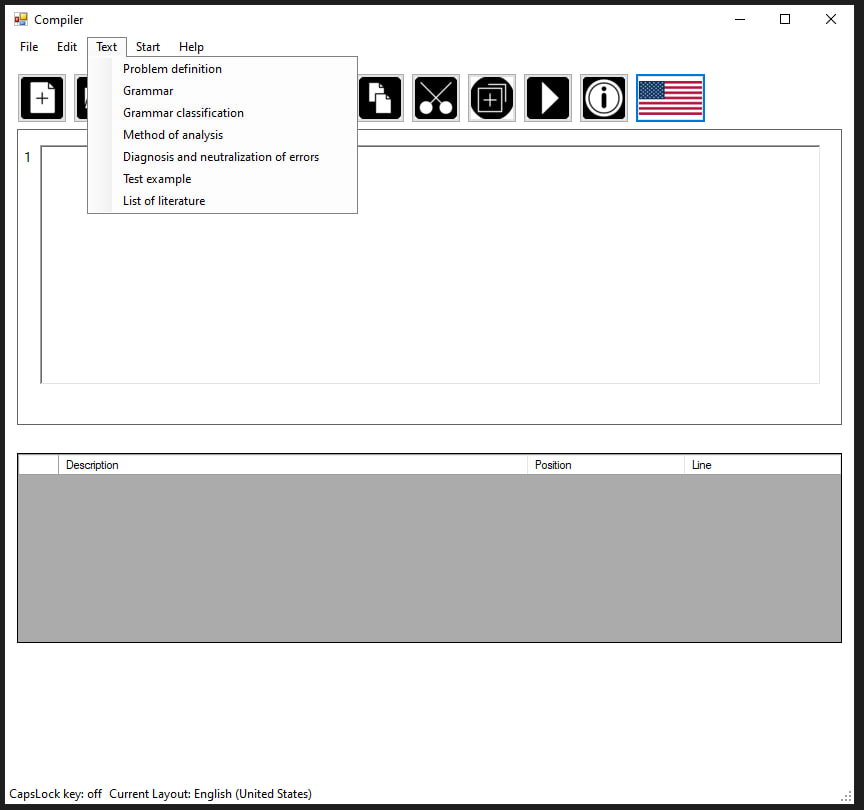 Compiler
File Edit Text Start Help
Problem definition
Grammar
Grammar classification
Method of analysis
Diagnosis and neutralization of errors
Test example
List of literature
1
Description Position Line
CapsLock key: off Current Layout: English (United States)